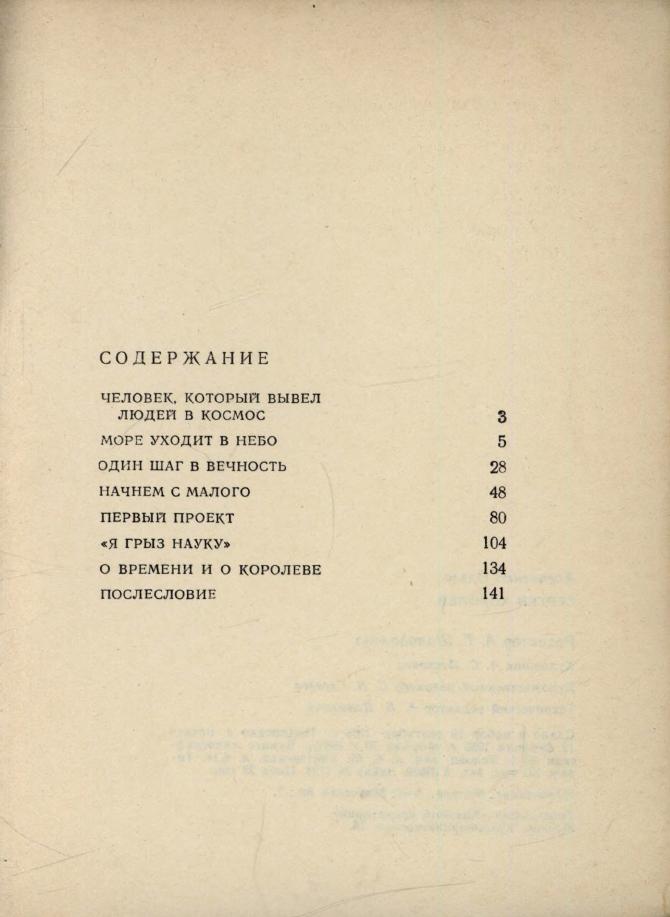 СОДЕРЖАНИЕ
ЧЕЛОВЕК, КОТОРЫЙ ВЫВЕЛ
ЛЮДЕЙ В КОСМОС 3
МОРЕ УХОДИТ В НЕБО 5
ОДИН ШАГ В ВЕЧНОСТЬ 28
НАЧНЕМ С МАЛОГО 48
ПЕРВЫЙ ПРОЕКТ 80
«Я ГРЫЗ НАУКУ» 104
О ВРЕМЕНИ И О КОРОЛЕВЕ 134
ПОСЛЕСЛОВИЕ 141